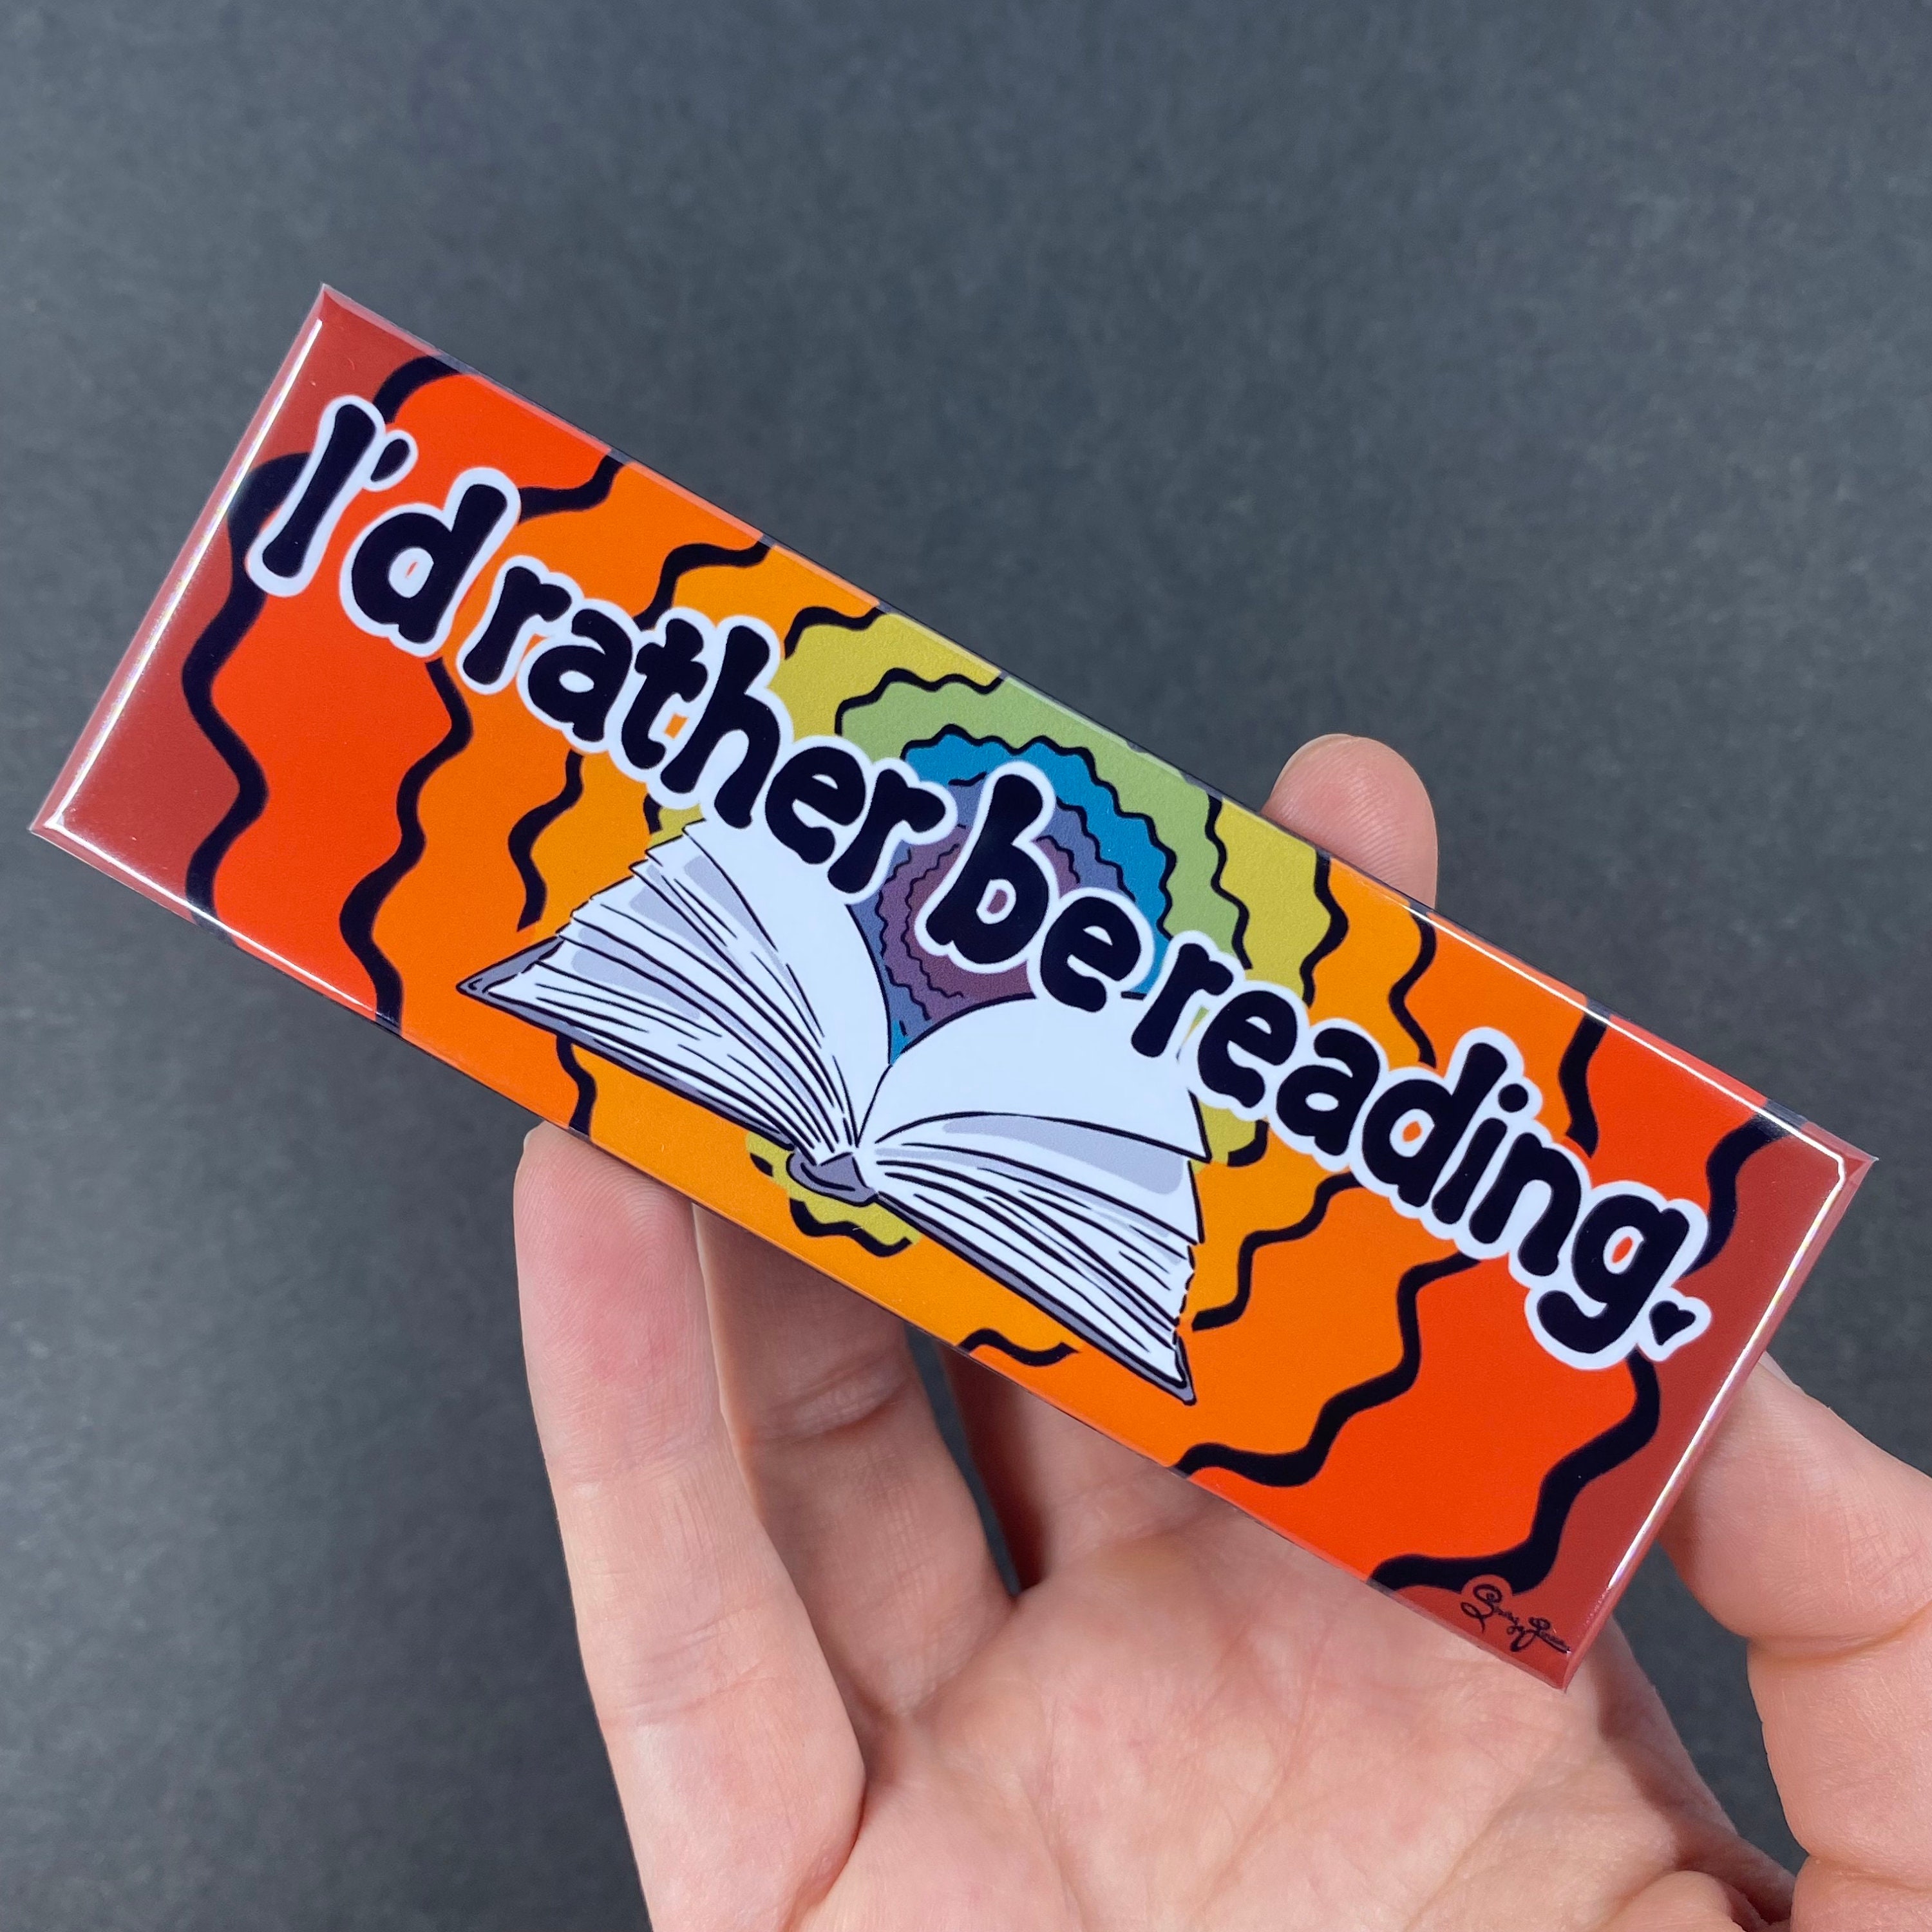 I'd rather be reading.